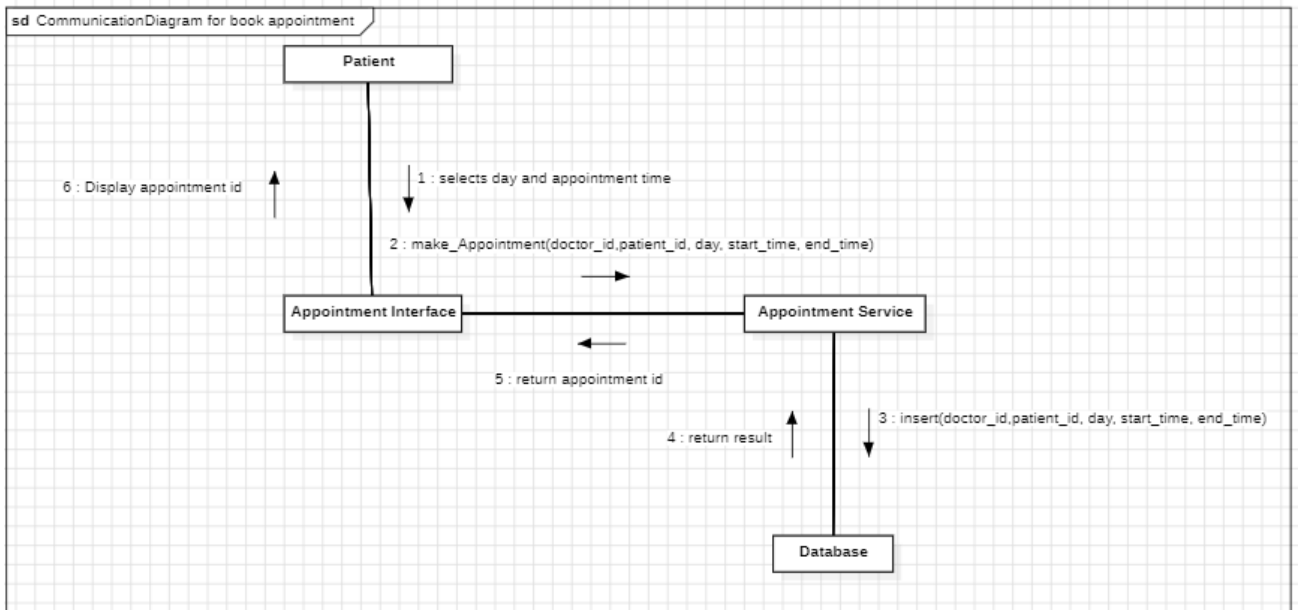 sd CommunicationDiagram for book appointment
Patient
1 : selects day and appointment time
6 : Display appointment id
2 : make_Appointment(doctor_id,patient_id, day, start_time, end_time)
Appointment Interface
Appointment Service
5 : return appointment id
3 : insert(doctor_id,patient_id, day, start_time, end_time)
4 : return result
Database